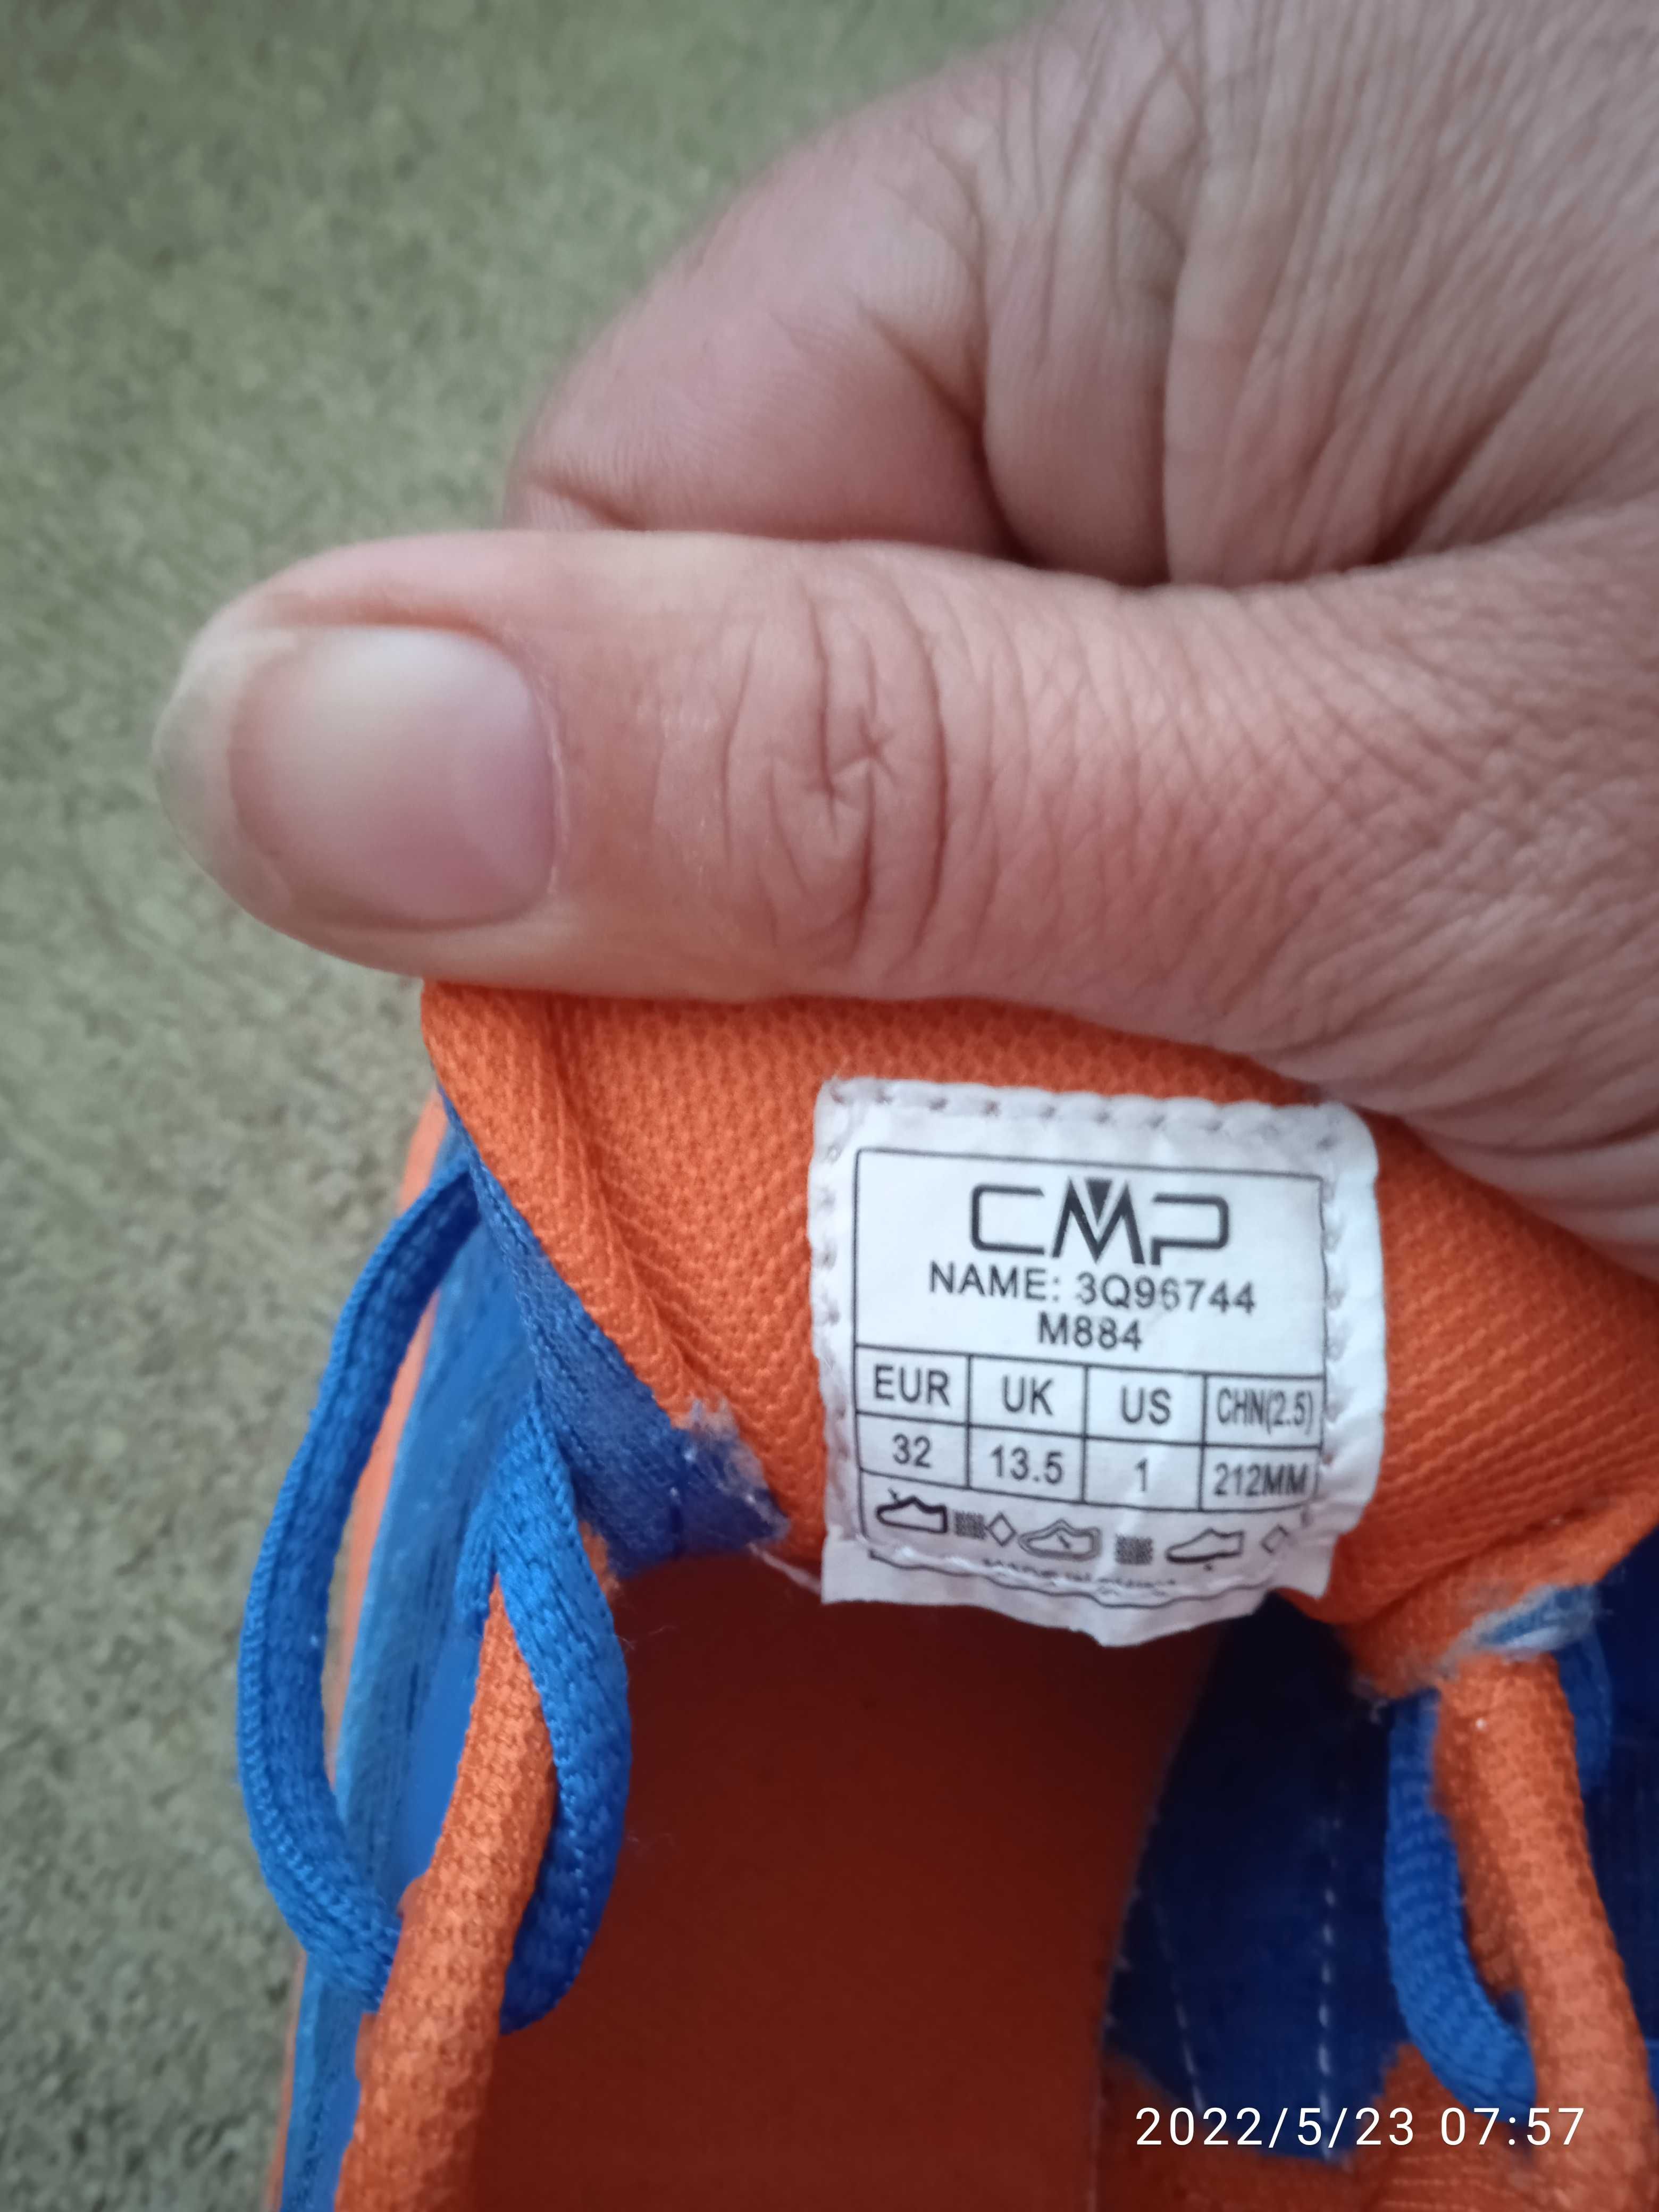 CMP
NAME: 3Q96744
M884
EUR UK US CHN(2.5)
32 13.5 1 212MM
2022/5/23 07:57